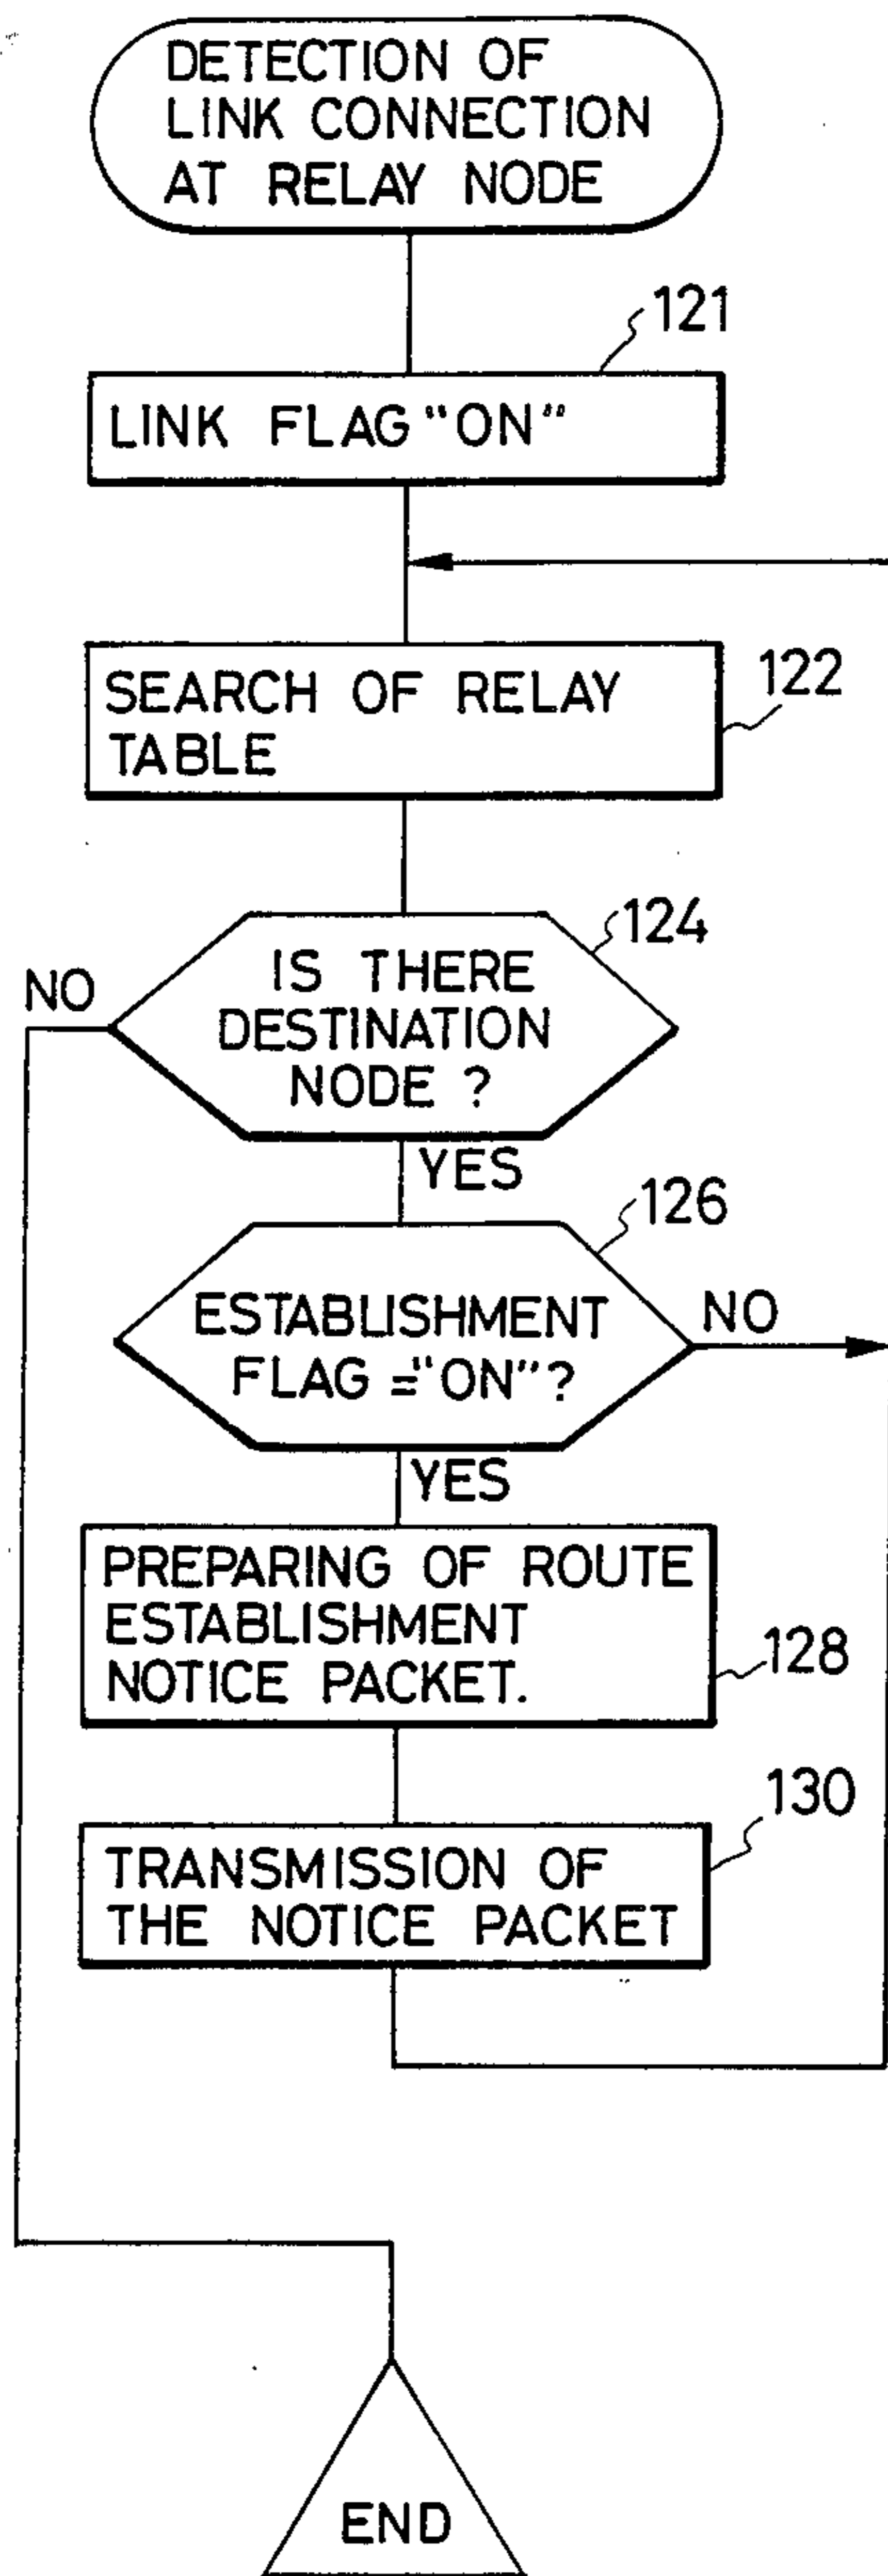 DETECTION OF
LINK CONNECTION
AT RELAY NODE
121
LINK FLAG "ON"
SEARCH OF RELAY
TABLE
122
124
IS THERE
DESTINATION
NODE ?
NO
YES
126
ESTABLISHMENT
FLAG ="ON"?
NO
YES
PREPARING OF ROUTE
ESTABLISHMENT
NOTICE PACKET.
128
130
TRANSMISSION OF
THE NOTICE PACKET
END